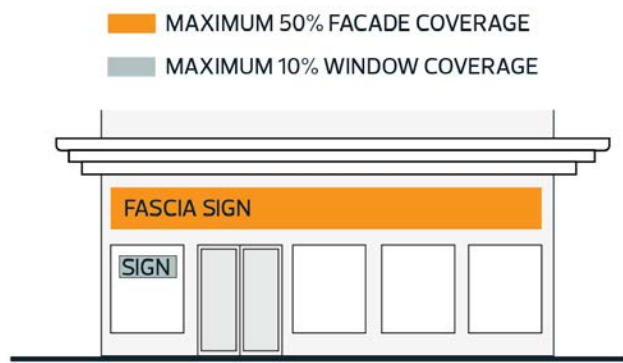 MAXIMUM 50% FACADE COVERAGE
MAXIMUM 10% WINDOW COVERAGE
FASCIA SIGN
SIGN